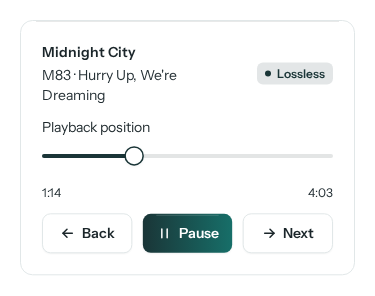 Midnight City
M83 · Hurry Up, We're
Dreaming
Lossless
Playback position
1:14
4:03
Back
Pause
Next